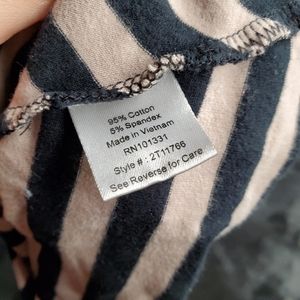 95% Cotton
5% Spandex
Made in Vietnam
RN101331
Style # : 2T11766
See Reverse for Care